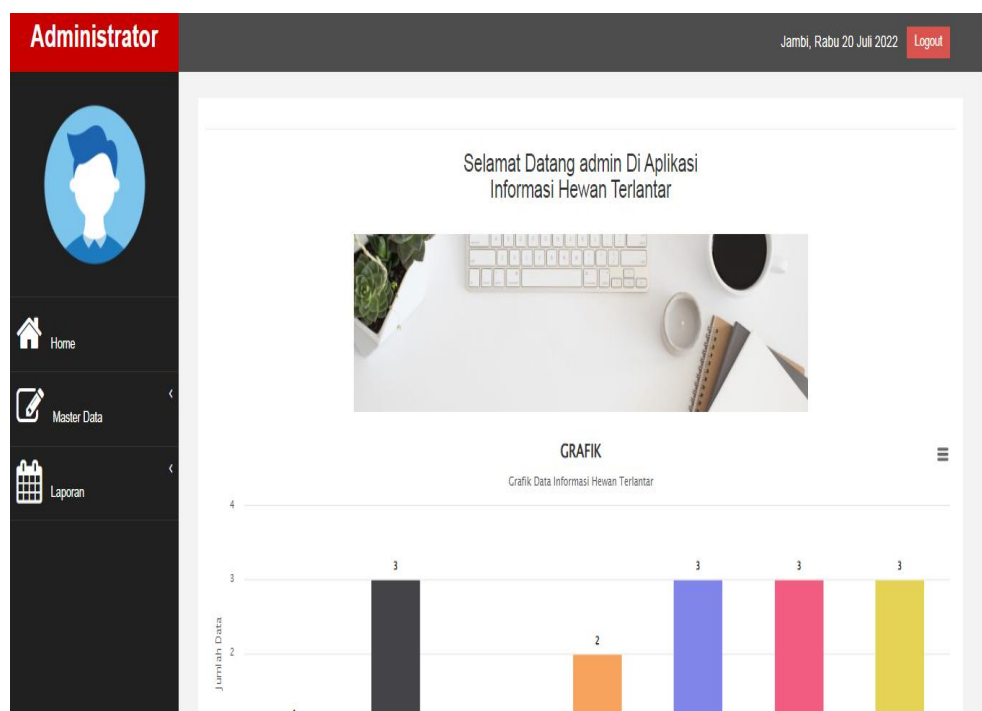 Administrator
Jambi, Rabu 20 Juli 2022 Logout
Selamat Datang admin Di Aplikasi
Informasi Hewan Terlantar
Home
Master Data
Laporan
GRAFIK
Grafik Data Informasi Hewan Terlantar
4
3
2
Jumlah Data
3
2
3
3
3